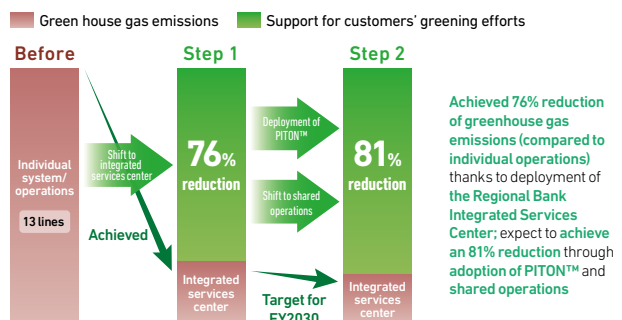 Green house gas emissions
Support for customers' greening efforts
Before
Step 1
Step 2
Individual
system/
operations
13 lines
Shift to
integrated
services center
Achieved
76%
reduction
Integrated
services
center
Deployment of
PITON™
Shift to shared
operations
Target for
FY2030
81%
reduction
Integrated
services
center
Achieved 76% reduction
of greenhouse gas
emissions (compared to
individual operations)
thanks to deployment of
the Regional Bank
Integrated Services
Center; expect to achieve
an 81% reduction through
adoption of PITON™ and
shared operations